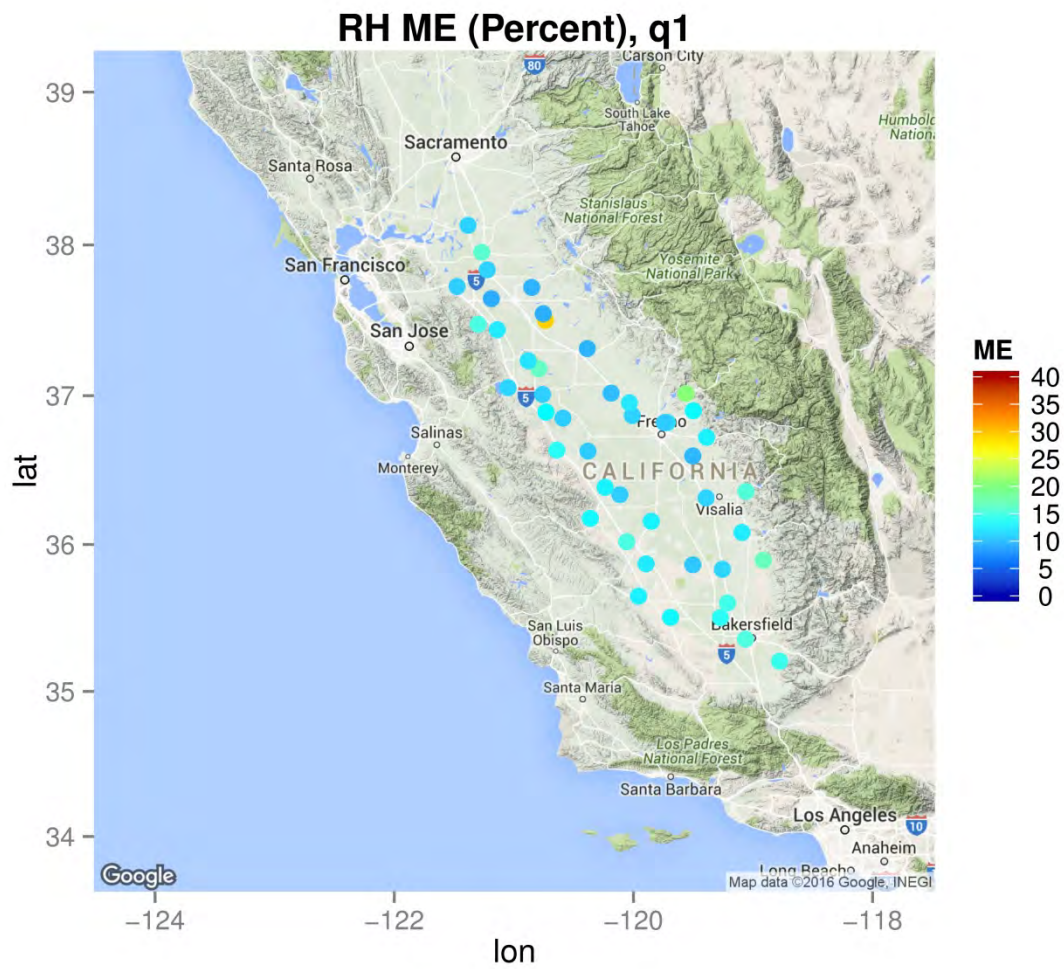 RH ME (Percent), q1
80
Carson City
39
South Lake
Tahoe
Humbol
Nationa
Sacramento
Santa Rosa
Stanislaus
National Forest
38
Yosemite
National Park
San Francisco
5
San Jose
ME
40
35
30
25
20
15
10
5
0
37
5
Fresno
Salinas
Monterey
CALIFORNIA
lat
Visalia
36
San Luis
Obispo
Bakersfield
5
35
Santa Maria
Los Padres
National Forest
Santa Barbara
34
Los Angeles
10
Anaheim
Long Beach
Google
Map data ©2016 Google, INEGI
−124
−122
−120
−118
lon